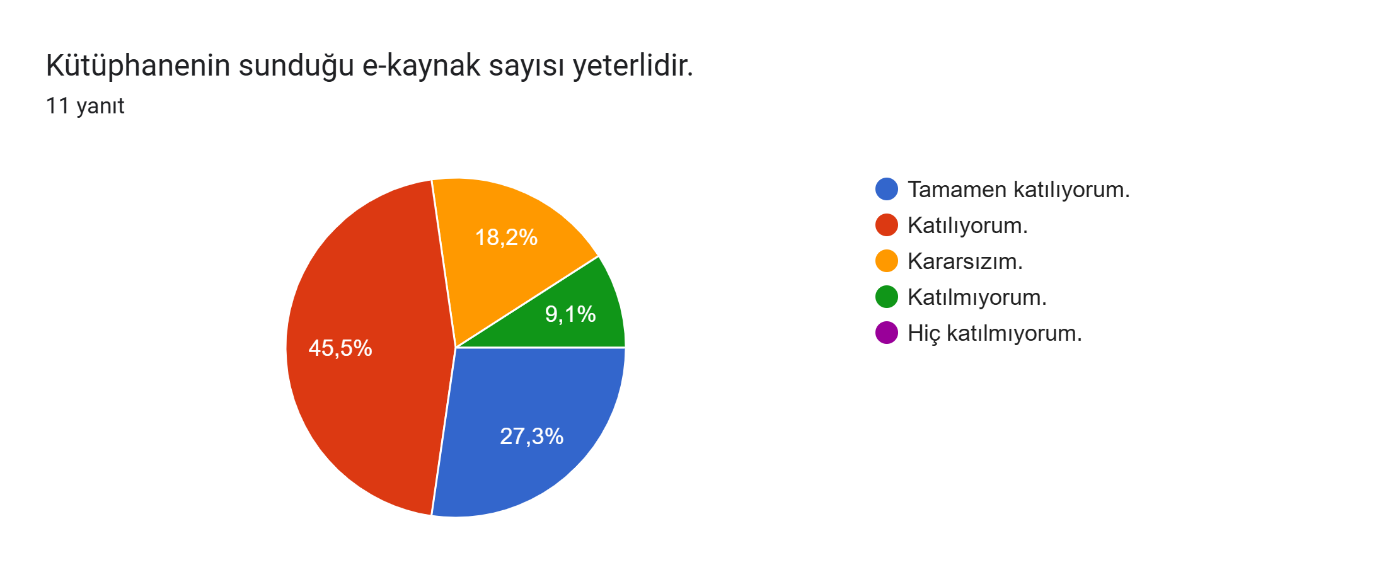 Kütüphanenin sunduğu e-kaynak sayısı yeterlidir.
11 yanıt
18,2%
9,1%
45,5%
27,3%
Tamamen katılıyorum.
Katılıyorum.
Kararsızım.
Katılmıyorum.
Hiç katılmıyorum.